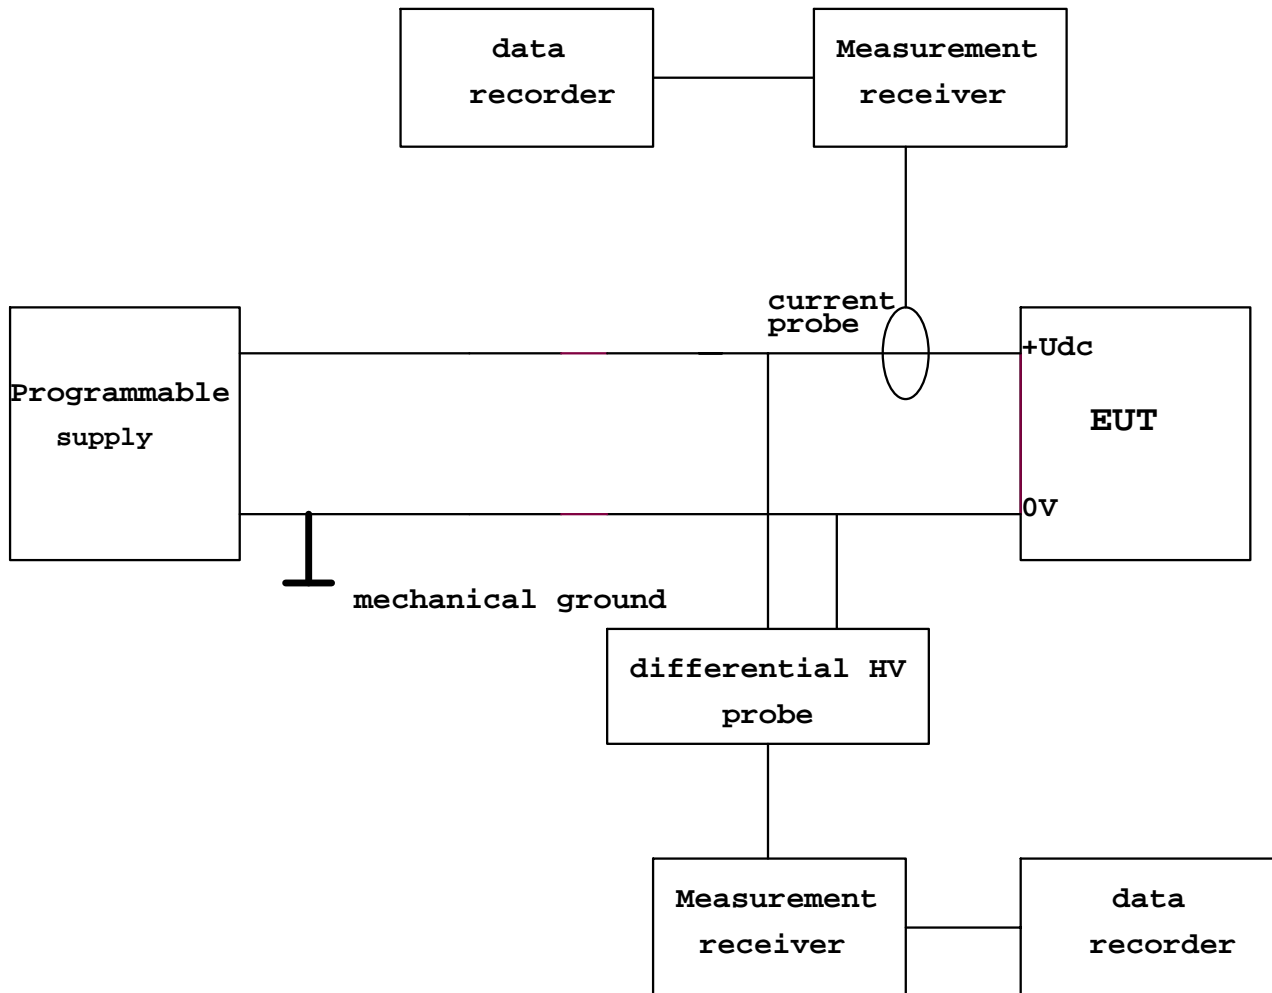 data
recorder
Measurement
receiver
current
probe
Programmable
supply
+Udc
EUT
0V
mechanical ground
differential HV
probe
Measurement
receiver
data
recorder